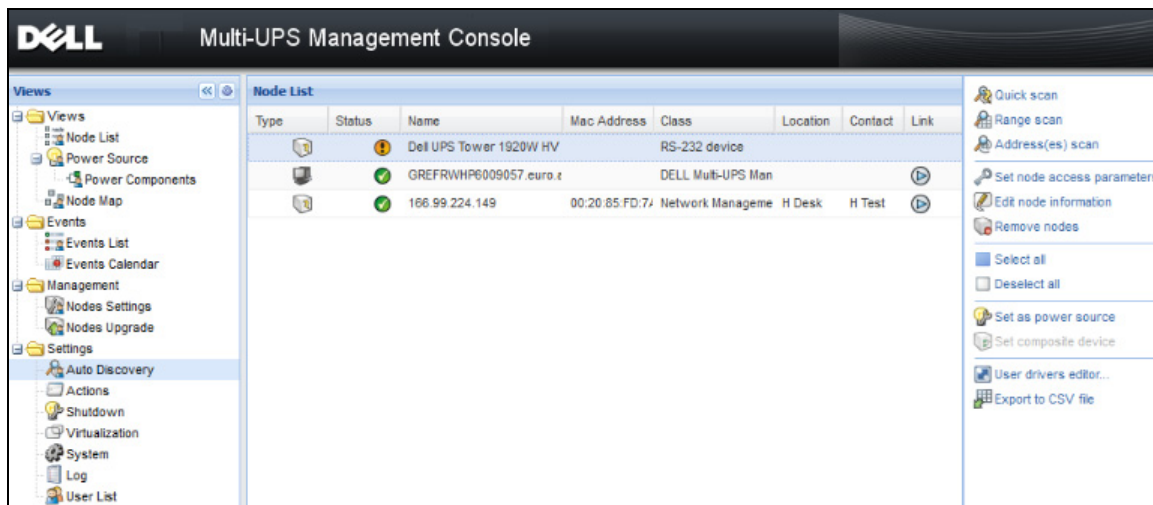 DELL Multi-UPS Management Console
Views
Views
Node List
Power Source
Power Components
Node Map
Events
Events List
Events Calendar
Management
Nodes Settings
Nodes Upgrade
Settings
Auto Discovery
Actions
Shutdown
Virtualization
System
Log
User List
Node List
Type Status Name Mac Address Class Location Contact Link
Dell UPS Tower 1920W HV RS-232 device
GREFRWHP6009057.euro.e DELL Multi-UPS Man
166.99.224.149 00:20:85:FD:7 Network Manageme H Desk H Test
Quick scan
Range scan
Address(es) scan
Set node access parameter
Edit node information
Remove nodes
Select all
Deselect all
Set as power source
Set composite device
User drivers editor...
Export to CSV file